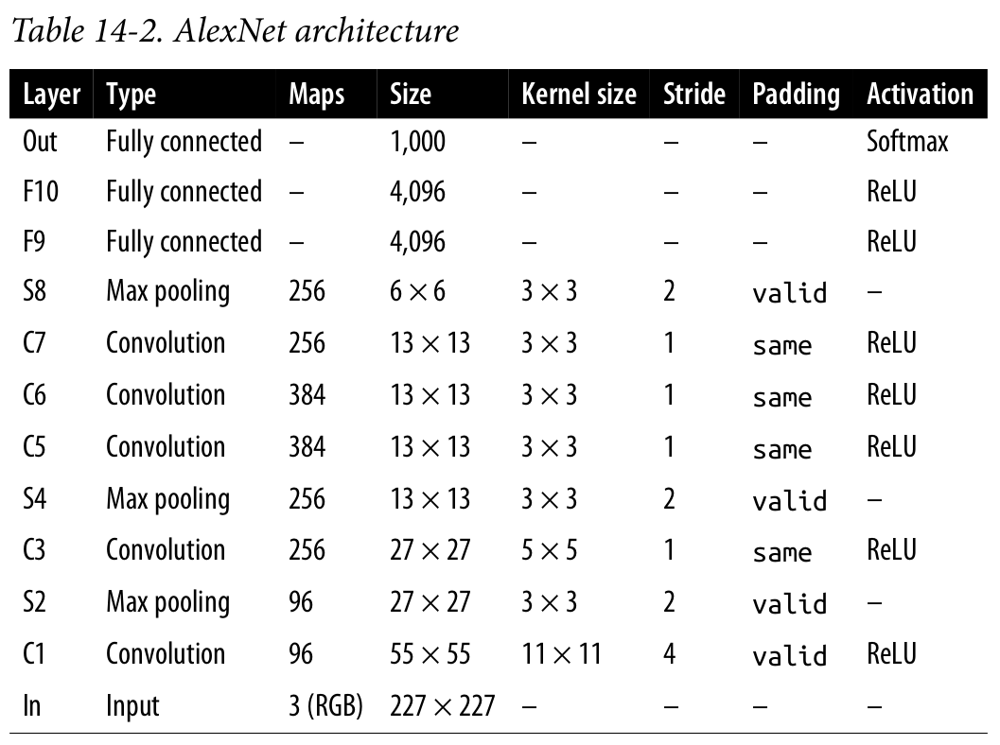 Table 14-2. AlexNet architecture
Layer Type Maps Size Kernel size Stride Padding Activation
Out Fully connected – 1,000 – – – Softmax
F10 Fully connected – 4,096 – – – ReLU
F9 Fully connected – 4,096 – – – ReLU
S8 Max pooling 256 6 × 6 3 × 3 2 valid –
C7 Convolution 256 13 × 13 3 × 3 1 same ReLU
C6 Convolution 384 13 × 13 3 × 3 1 same ReLU
C5 Convolution 384 13 × 13 3 × 3 1 same ReLU
S4 Max pooling 256 13 × 13 3 × 3 2 valid –
C3 Convolution 256 27 × 27 5 × 5 1 same ReLU
S2 Max pooling 96 27 × 27 3 × 3 2 valid –
C1 Convolution 96 55 × 55 11 × 11 4 valid ReLU
In Input 3 (RGB) 227 × 227 – – – –